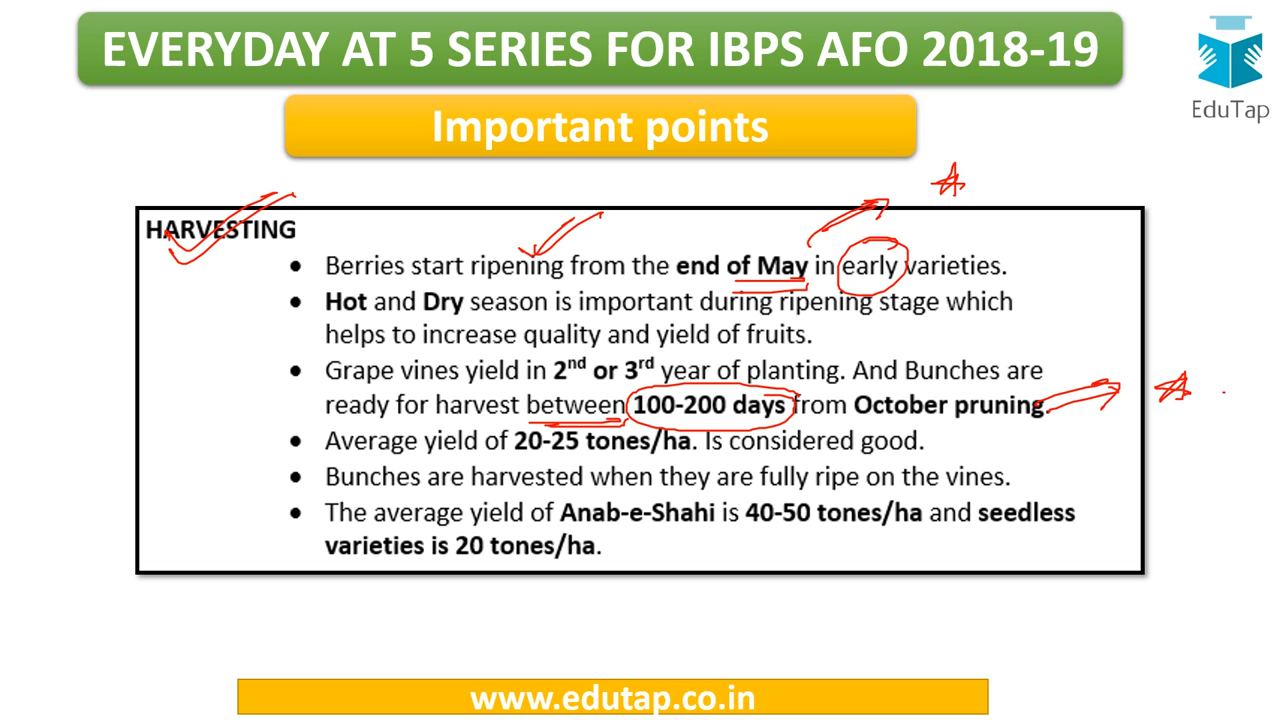 EVERYDAY AT 5 SERIES FOR IBPS AFO 2018-19
EduTap
Important points
HARVESTING
• Berries start ripening from the end of May in early varieties.
• Hot and Dry season is important during ripening stage which
helps to increase quality and yield of fruits.
• Grape vines yield in 2nd or 3rd year of planting. And Bunches are
ready for harvest between 100-200 days from October pruning.
• Average yield of 20-25 tones/ha. Is considered good.
• Bunches are harvested when they are fully ripe on the vines.
• The average yield of Anab-e-Shahi is 40-50 tones/ha and seedless
varieties is 20 tones/ha.
www.edutap.co.in